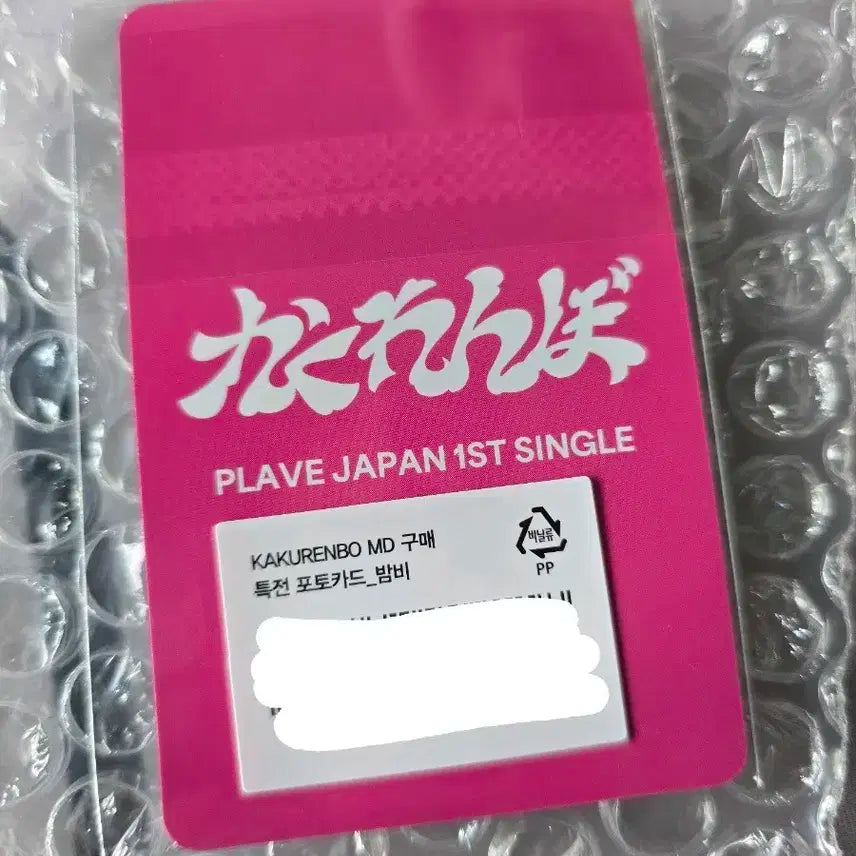 かくれんぼ
PLAVE JAPAN 1ST SINGLE
KAKURENBO MD 구매
특전 포토카드_밤비
비닐류
PP